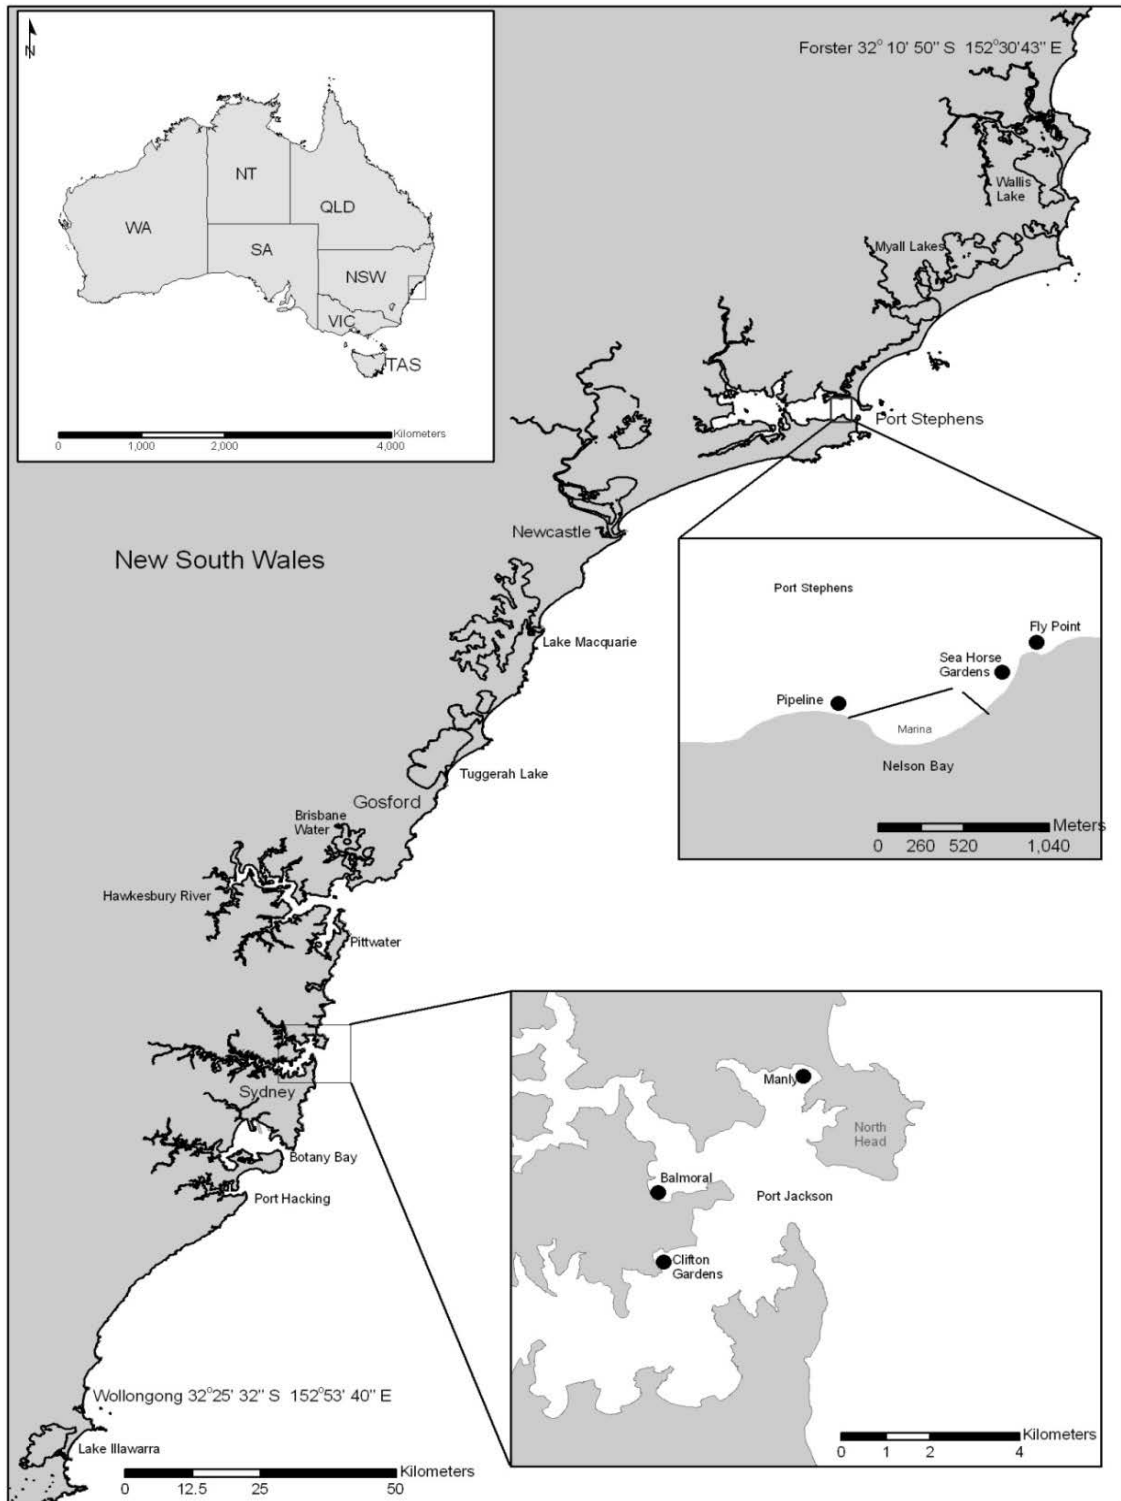 N
WA
NT
QLD
SA
NSW
VIC
TAS
Kilometers
0 1,000 2,000 4,000
Forster 32° 10' 50" S 152°30'43" E
Wallis
Lake
Myall Lakes
Port Stephens
Newcastle
New South Wales
Port Stephens
Fly Point
Sea Horse
Gardens
Pipeline
Marina
Nelson Bay
Meters
0 260 520 1,040
Lake Macquarie
Tuggerah Lake
Gosford
Brisbane
Water
Hawkesbury River
Pittwater
Sydney
Botany Bay
Port Hacking
Manly
North
Head
Balmoral
Port Jackson
Clifton
Gardens
Kilometers
0 1 2 4
Wollongong 32°25' 32" S 152°53' 40" E
Lake Illawarra
Kilometers
0 12.5 25 50